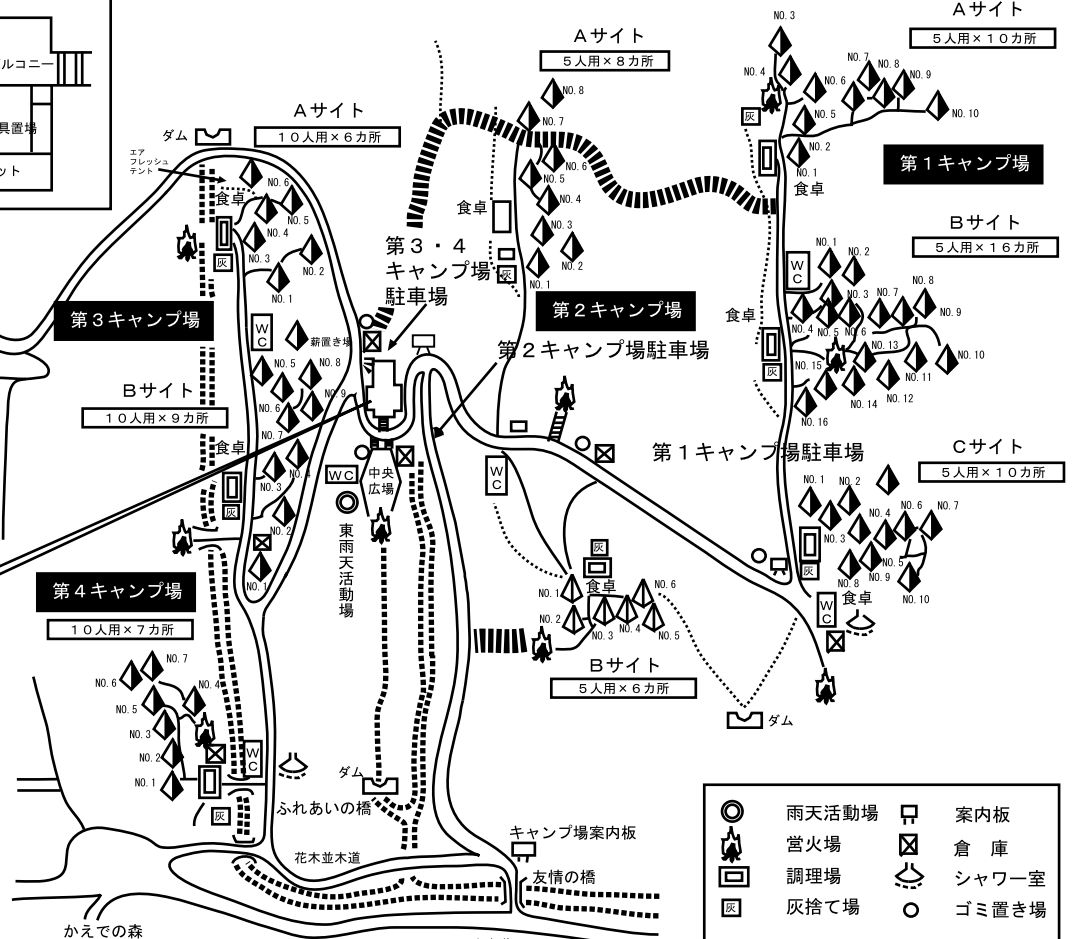 ルコニー
具置場
ット
ダム
エア
フレッシュ
テント
Aサイト
10人用×6カ所
NO.6
食卓
NO.5
NO.4
NO.3
NO.2
NO.1
灰
第3キャンプ場
WC
薪置き場
NO.5
NO.8
NO.6
NO.9
NO.7
Bサイト
10人用×9カ所
食卓
NO.3
NO.2
NO.1
灰
第3・4
キャンプ場
駐車場
WC
中央
広場
東雨天活動場
第4キャンプ場
10人用×7カ所
NO.7
NO.6
NO.4
NO.5
NO.3
NO.2
NO.1
灰
WC
ダム
ふれあいの橋
花木並木道
かえでの森
キャンプ場案内板
友情の橋
Aサイト
5人用×8カ所
NO.8
NO.7
NO.6
NO.5
NO.4
食卓
NO.3
NO.2
灰
NO.1
第2キャンプ場
第2キャンプ場駐車場
WC
灰
食卓
NO.1
NO.6
NO.2
NO.3
NO.4
NO.5
Bサイト
5人用×6カ所
ダム
Aサイト
5人用×10カ所
NO.3
NO.4
NO.7
NO.8
NO.6
NO.9
NO.10
NO.5
灰
NO.2
NO.1
食卓
第1キャンプ場
Bサイト
5人用×16カ所
WC
NO.1
NO.2
NO.3
NO.7
NO.8
NO.9
食卓
NO.4
NO.5
NO.6
NO.13
NO.10
NO.15
NO.11
灰
NO.12
NO.14
NO.16
第1キャンプ場駐車場
Cサイト
5人用×10カ所
NO.1
NO.2
NO.4
NO.6
NO.7
NO.3
NO.5
灰
NO.8
NO.9
NO.10
WC
食卓
雨天活動場
案内板
営火場
倉 庫
調理場
シャワー室
灰
灰捨て場
ゴミ置き場